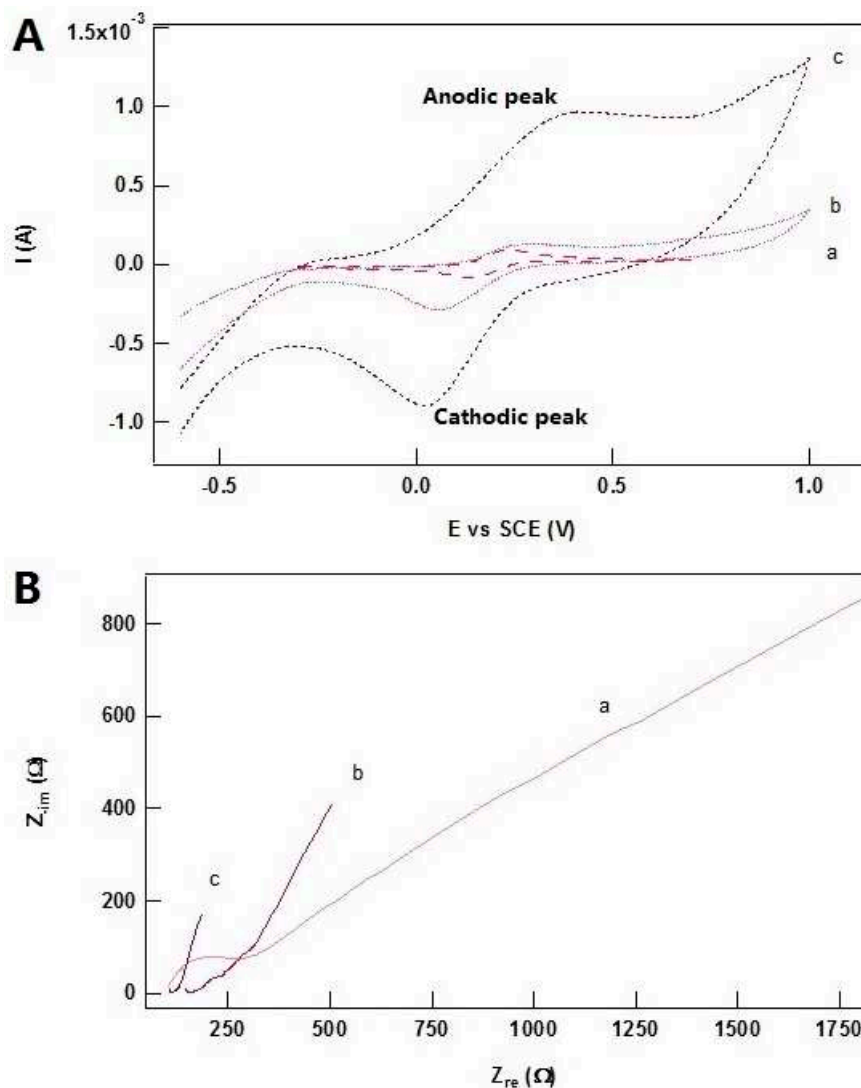 A
1.5x10⁻³
c
Anodic peak
1.0
0.5
b
I (A)
0.0
a
-0.5
-1.0
Cathodic peak
-0.5
0.0
0.5
1.0
E vs SCE (V)
B
800
a
600
Z-im (Ω)
b
400
c
200
0
250
500
750
1000
1250
1500
1750
Zre (Ω)